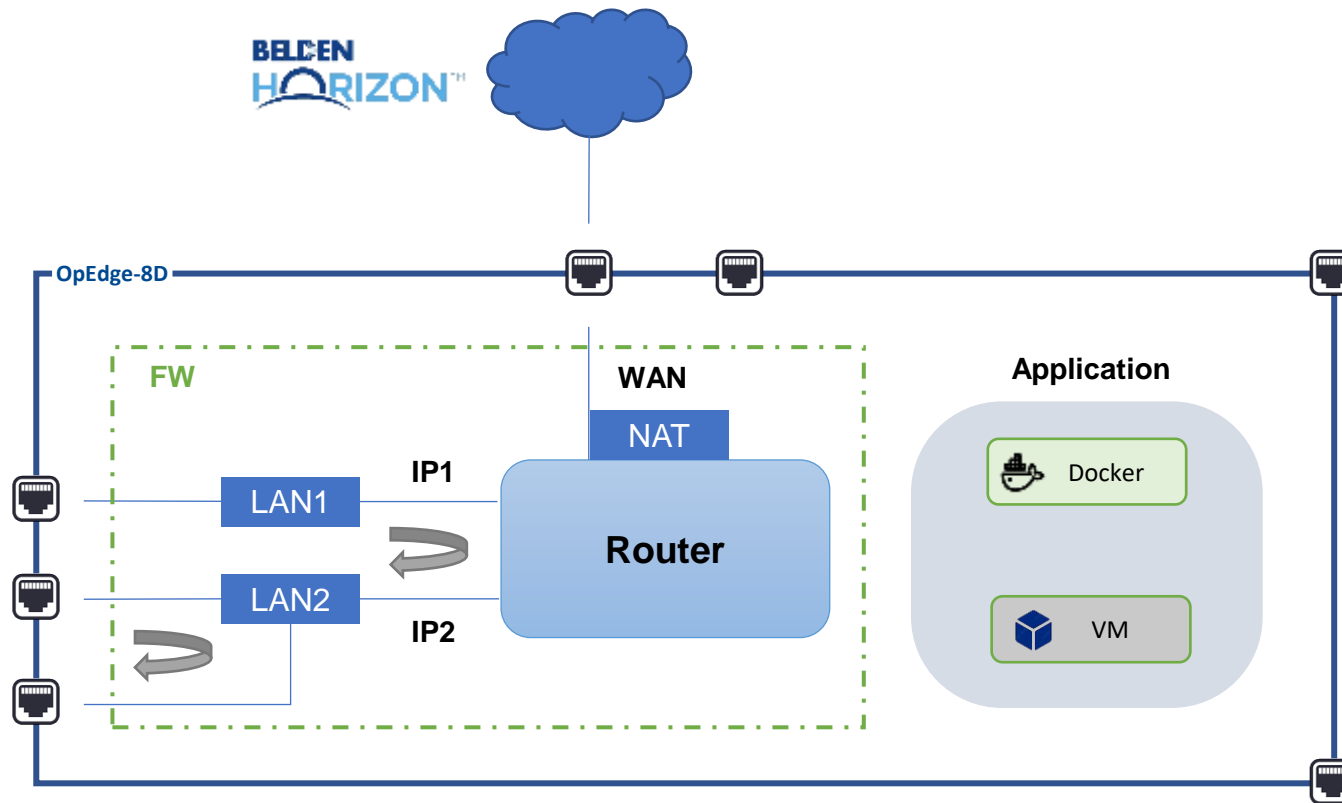 BELDEN
HORIZON™
OpEdge-8D
FW
WAN
Application
NAT
Docker
IP1
LAN1
Router
LAN2
IP2
VM